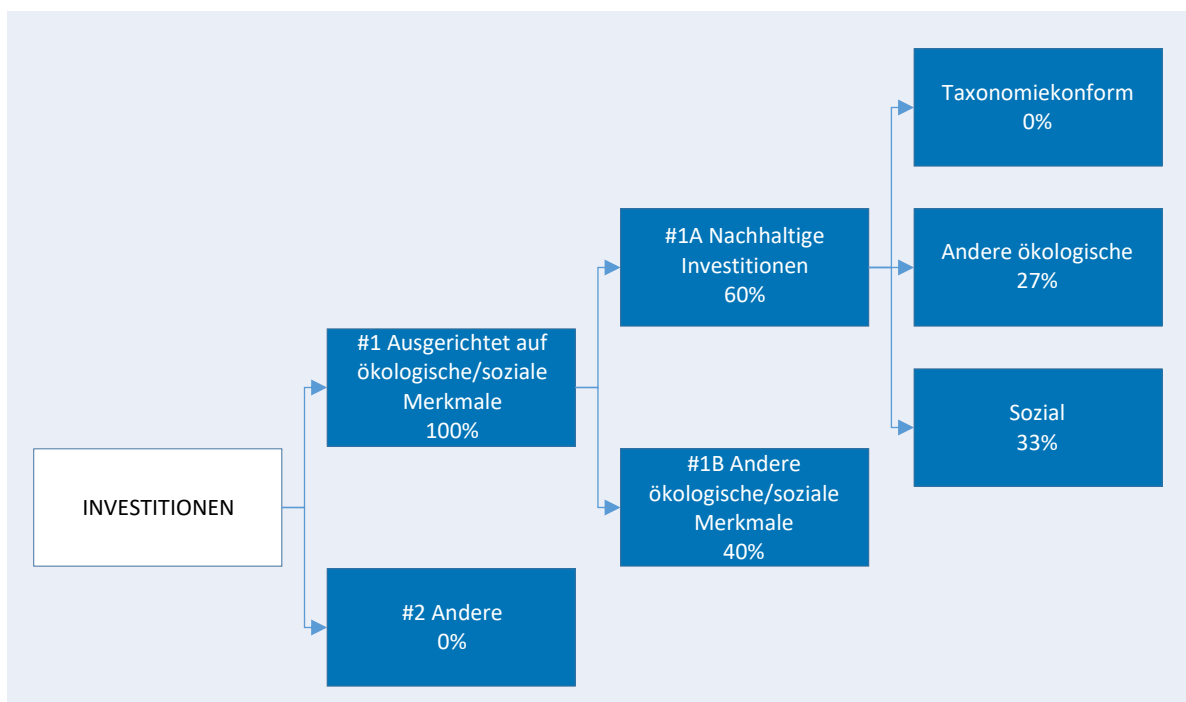 Taxonomiekonform
0%
#1A Nachhaltige
Investitionen
60%
Andere ökologische
27%
#1 Ausgerichtet auf
ökologische/soziale
Merkmale
100%
Sozial
33%
INVESTITIONEN
#1B Andere
ökologische/soziale
Merkmale
40%
#2 Andere
0%